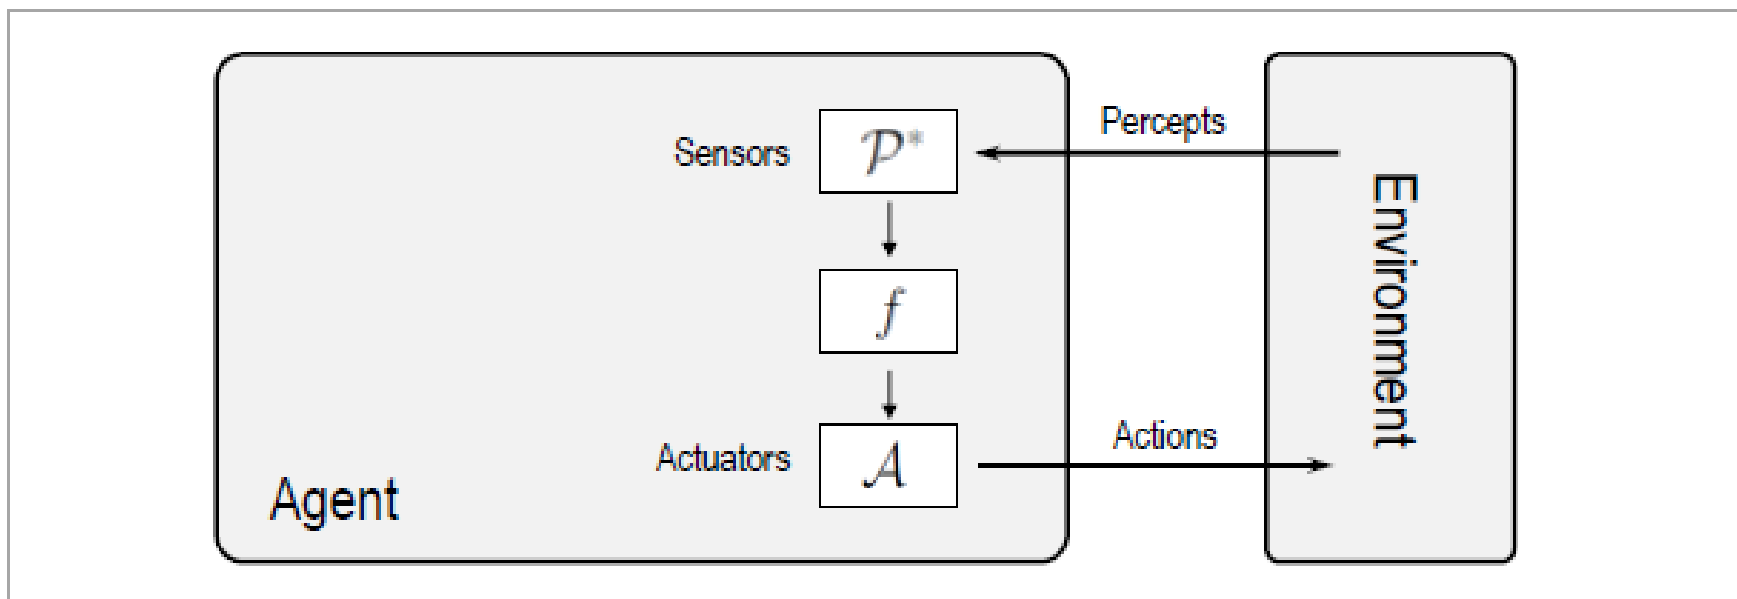 Percepts
Sensors
𝒫*
f
Actions
Actuators
𝒜
Agent
Environment